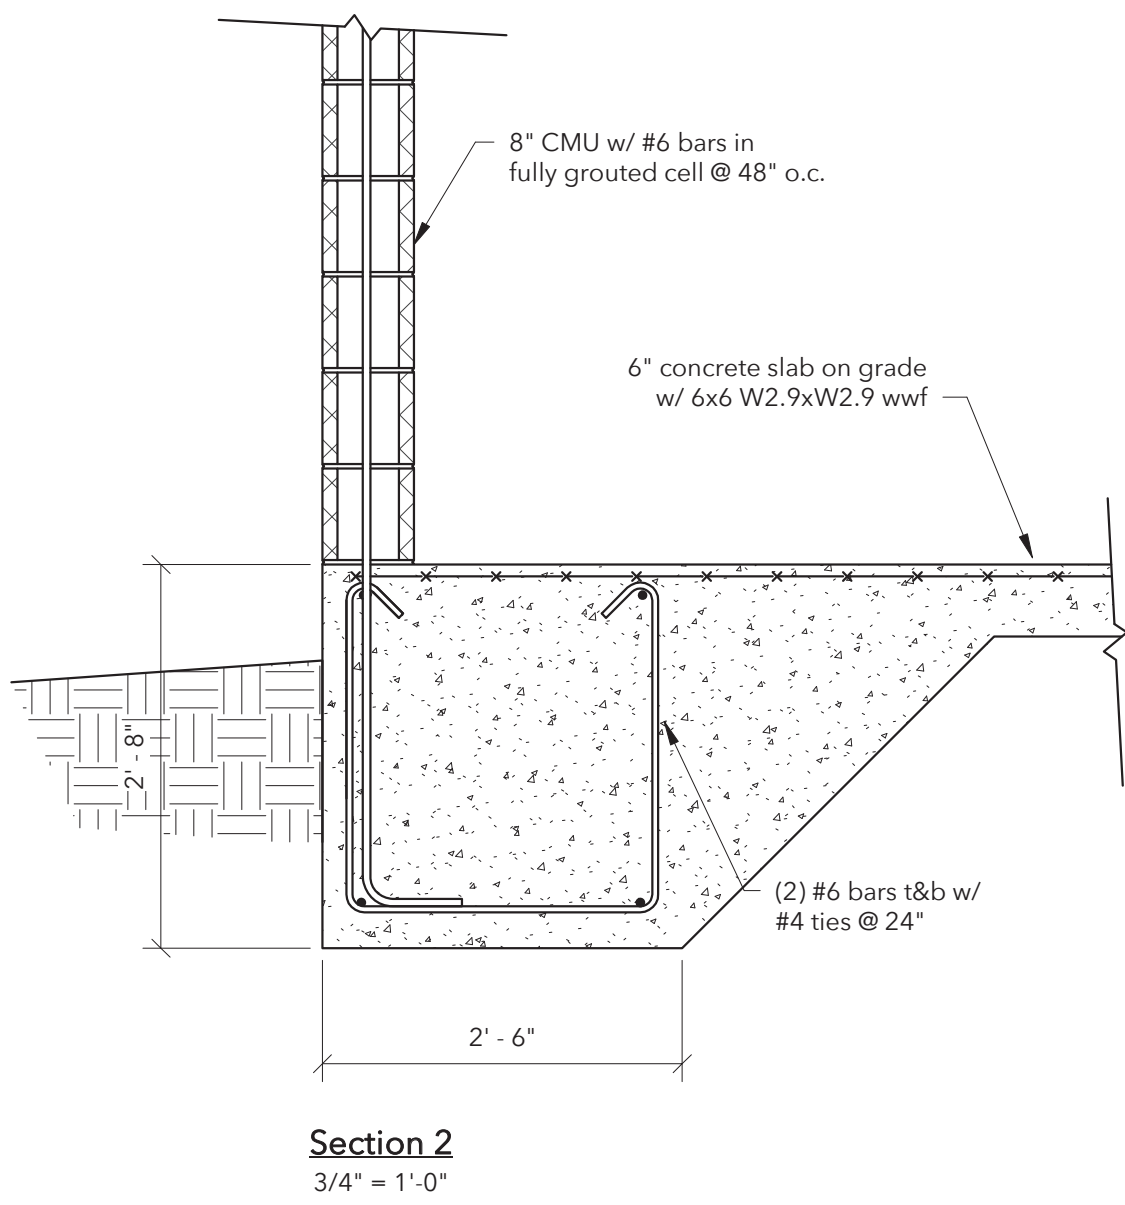 8" CMU w/ #6 bars in
fully grouted cell @ 48" o.c.
6" concrete slab on grade
w/ 6x6 W2.9xW2.9 wwf
2' - 8"
(2) #6 bars t&b w/
#4 ties @ 24"
2' - 6"
Section 2
3/4" = 1'-0"